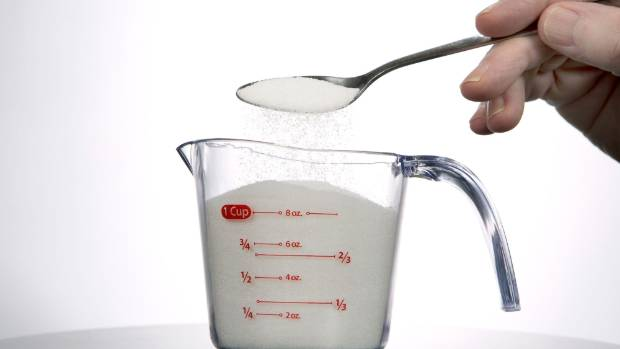 1 Cup 8 oz.
3/4 6 oz.
2/3
1/2 4 oz.
1/3
1/4 2 oz.